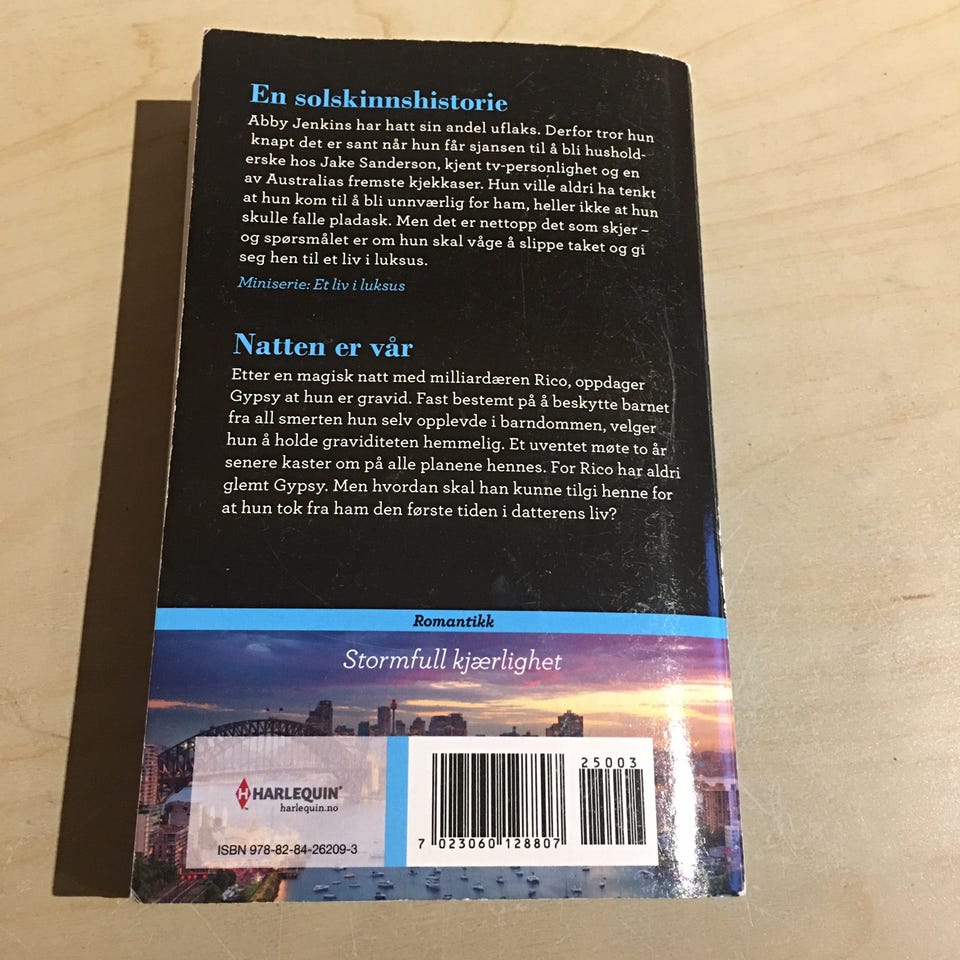 En solskinnshistorie
Abby Jenkins har hatt sin andel uflaks. Derfor tror hun
knapt det er sant når hun får sjansen til å bli hushold-
erske hos Jake Sanderson, kjent tv-personlighet og en
av Australias fremste kjekkaser. Hun ville aldri ha tenkt
at hun kom til å bli unnværlig for ham, heller ikke at hun
skulle falle pladask. Men det er nettopp det som skjer –
og spørsmålet er om hun skal våge å slippe taket og gi
seg hen til et liv i luksus.
Miniserie: Et liv i luksus
Natten er vår
Etter en magisk natt med milliardæren Rico, oppdager
Gypsy at hun er gravid. Fast bestemt på å beskytte barnet
fra all smerten hun selv opplevde i barndommen, velger
hun å holde graviditeten hemmelig. Et uventet møte to år
senere kaster om på alle planene hennes. For Rico har aldri
glemt Gypsy. Men hvordan skal han kunne tilgi henne for
at hun tok fra ham den første tiden i datterens liv?
Romantikk
Stormfull kjærlighet
HARLEQUIN
harlequin.no
ISBN 978-82-84-26209-3
7 023060 128807
25003